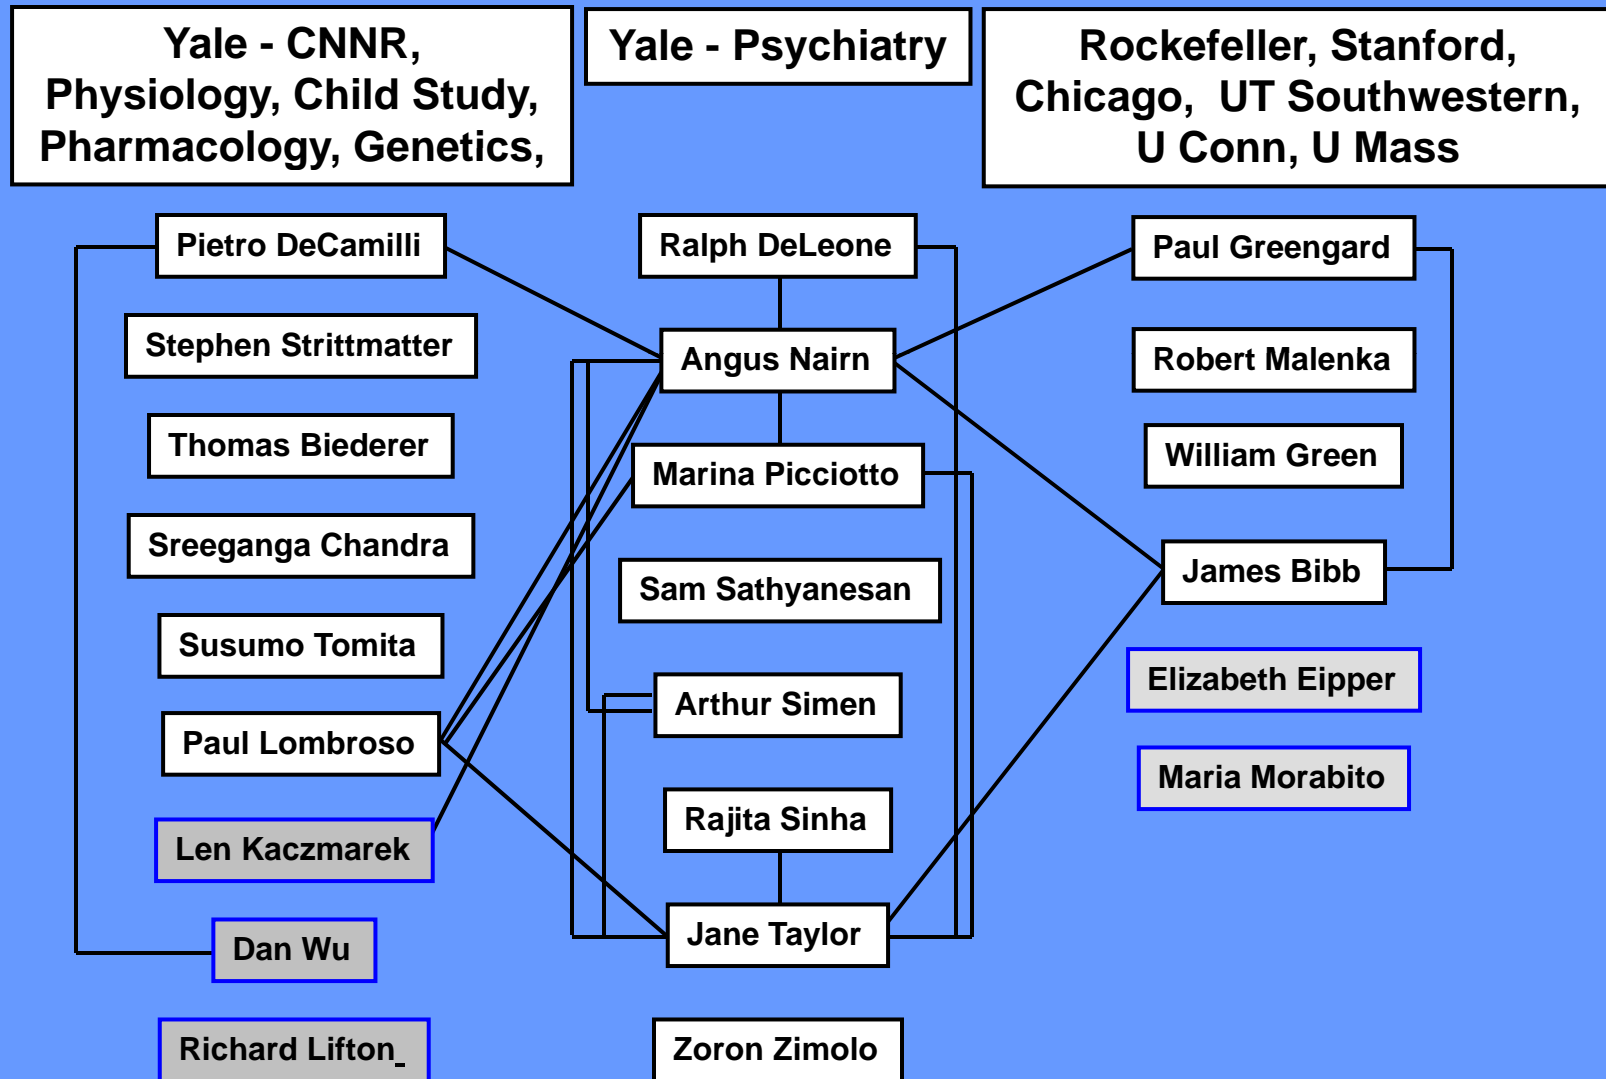 Yale - CNNR,
Physiology, Child Study,
Pharmacology, Genetics,
Yale - Psychiatry
Rockefeller, Stanford,
Chicago, UT Southwestern,
U Conn, U Mass
Pietro DeCamilli
Stephen Strittmatter
Thomas Biederer
Sreeganga Chandra
Susumo Tomita
Paul Lombroso
Len Kaczmarek
Dan Wu
Richard Lifton_
Ralph DeLeone
Angus Nairn
Marina Picciotto
Sam Sathyanesan
Arthur Simen
Rajita Sinha
Jane Taylor
Zoron Zimolo
Paul Greengard
Robert Malenka
William Green
James Bibb
Elizabeth Eipper
Maria Morabito